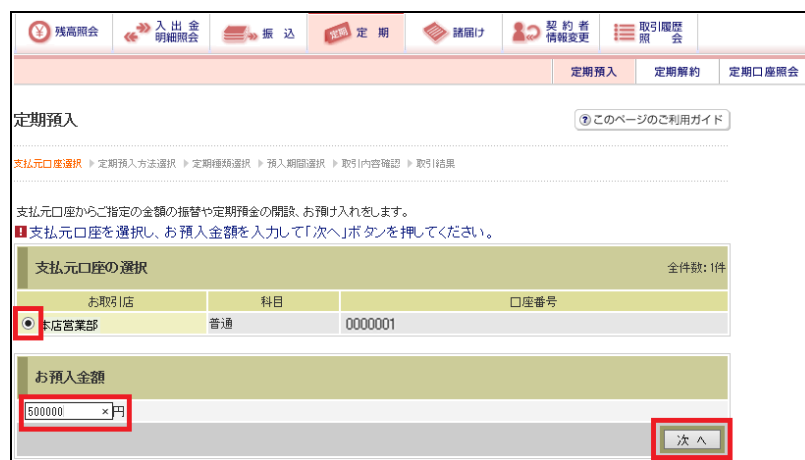 残高照会 入出金明細照会 振込 定期 定期 諸届け 契約者情報変更 取引履歴照会
定期預入 定期解約 定期口座照会
定期預入 ? このページのご利用ガイド
支払元口座選択 ▶ 定期預入方法選択 ▶ 定期種類選択 ▶ 預入期間選択 ▶ 取引内容確認 ▶ 取引結果
支払元口座からご指定の金額の振替や定期預金の開設、お預け入れをします。
!支払元口座を選択し、お預入金額を入力して「次へ」ボタンを押してください。
支払元口座の選択 全件数:1件
お取引店 科目 口座番号
本店営業部 普通 0000001
お預入金額
500000 × 円
次 へ